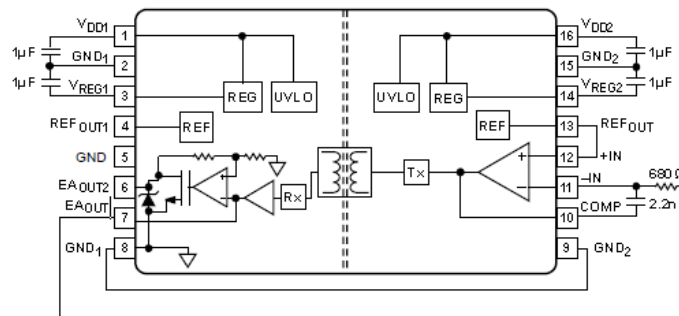 VDD1
1
16
VDD2
1µF
GND1
2
15
GND2
1µF
1µF
VREG1
3
REG
UVLO
UVLO
REG
14
VREG2
1µF
REFOUT1
4
REF
REF
13
REFOUT
GND
5
12
+IN
EAOUT2
6
Rx
Tx
11
–IN
680Ω
EAOUT
7
10
COMP
2.2n
GND1
8
9
GND2
+
–
+
–